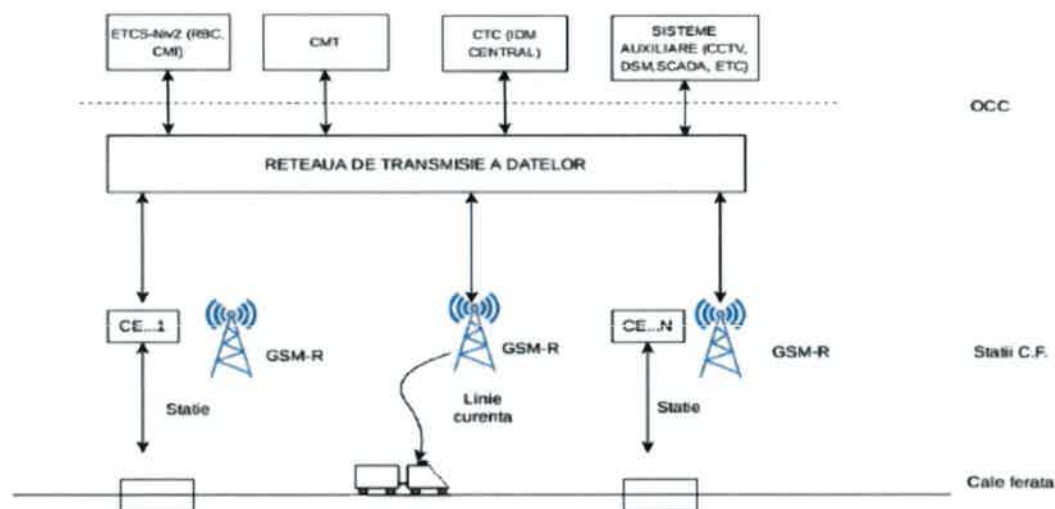 ETCS-Niv2 (RBC,
CMI)
CMT
CTC (IDM
CENTRAL)
SISTEME
AUXILIARE (CCTV,
DSM,SCADA, ETC)
OCC
RETEAUA DE TRANSMISIE A DATELOR
CE...1
GSM-R
GSM-R
CE...N
GSM-R
Statii C.F.
Statie
Linie
curenta
Statie
Cale ferata